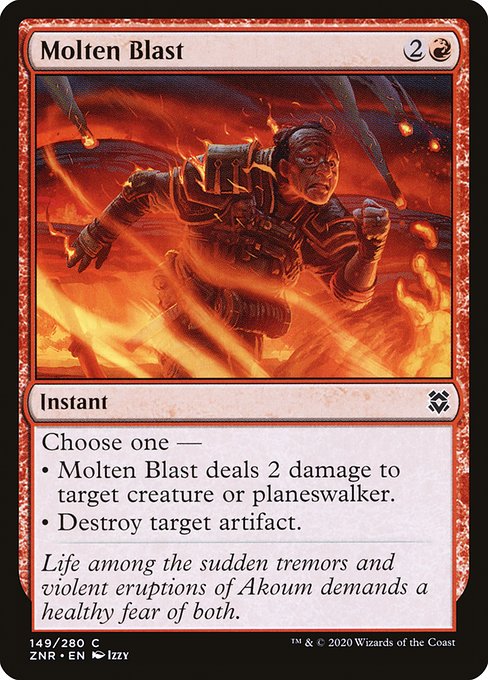 Molten Blast 2
Instant
Choose one —
• Molten Blast deals 2 damage to
target creature or planeswalker.
• Destroy target artifact.
Life among the sudden tremors and
violent eruptions of Akoum demands a
healthy fear of both.
149/280 C ™ & © 2020 Wizards of the Coast
ZNR • EN Izzy